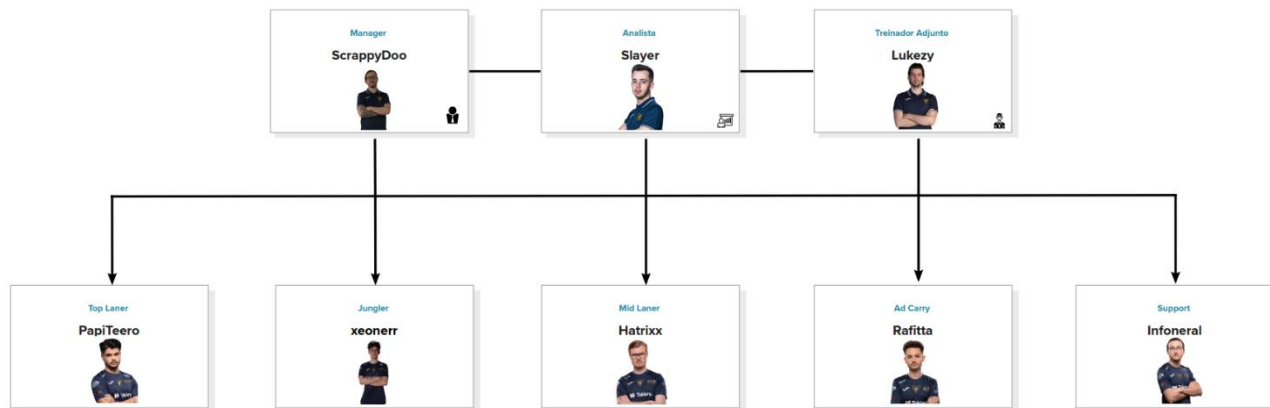 Manager
ScrappyDoo
Analista
Slayer
Treinador Adjunto
Lukezy
Top Laner
PapiTeero
Jungler
xeonerr
Mid Laner
Hatrixx
Ad Carry
Rafitta
Support
Infoneral